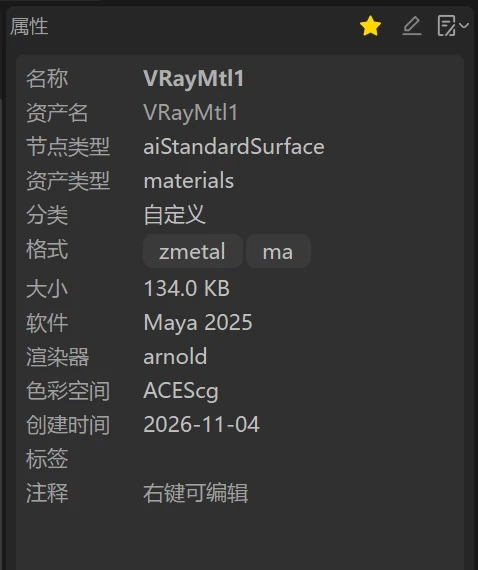 属性
名称 VRayMtl1
资产名 VRayMtl1
节点类型 aiStandardSurface
资产类型 materials
分类 自定义
格式 zmetal ma
大小 134.0 KB
软件 Maya 2025
渲染器 arnold
色彩空间 ACEScg
创建时间 2026-11-04
标签
注释 右键可编辑